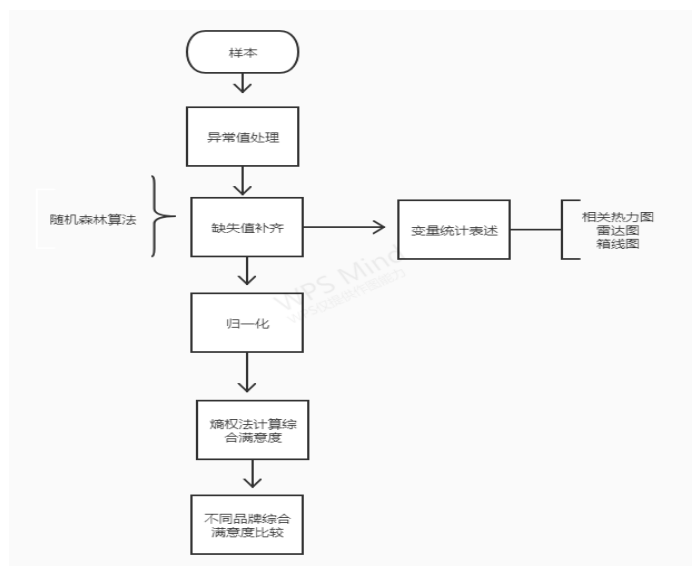 样本
异常值处理
随机森林算法
缺失值补齐
变量统计表述
相关热力图
雷达图
箱线图
WPS Mind
归一化
熵权法计算综
合满意度
不同品牌综合
满意度比较